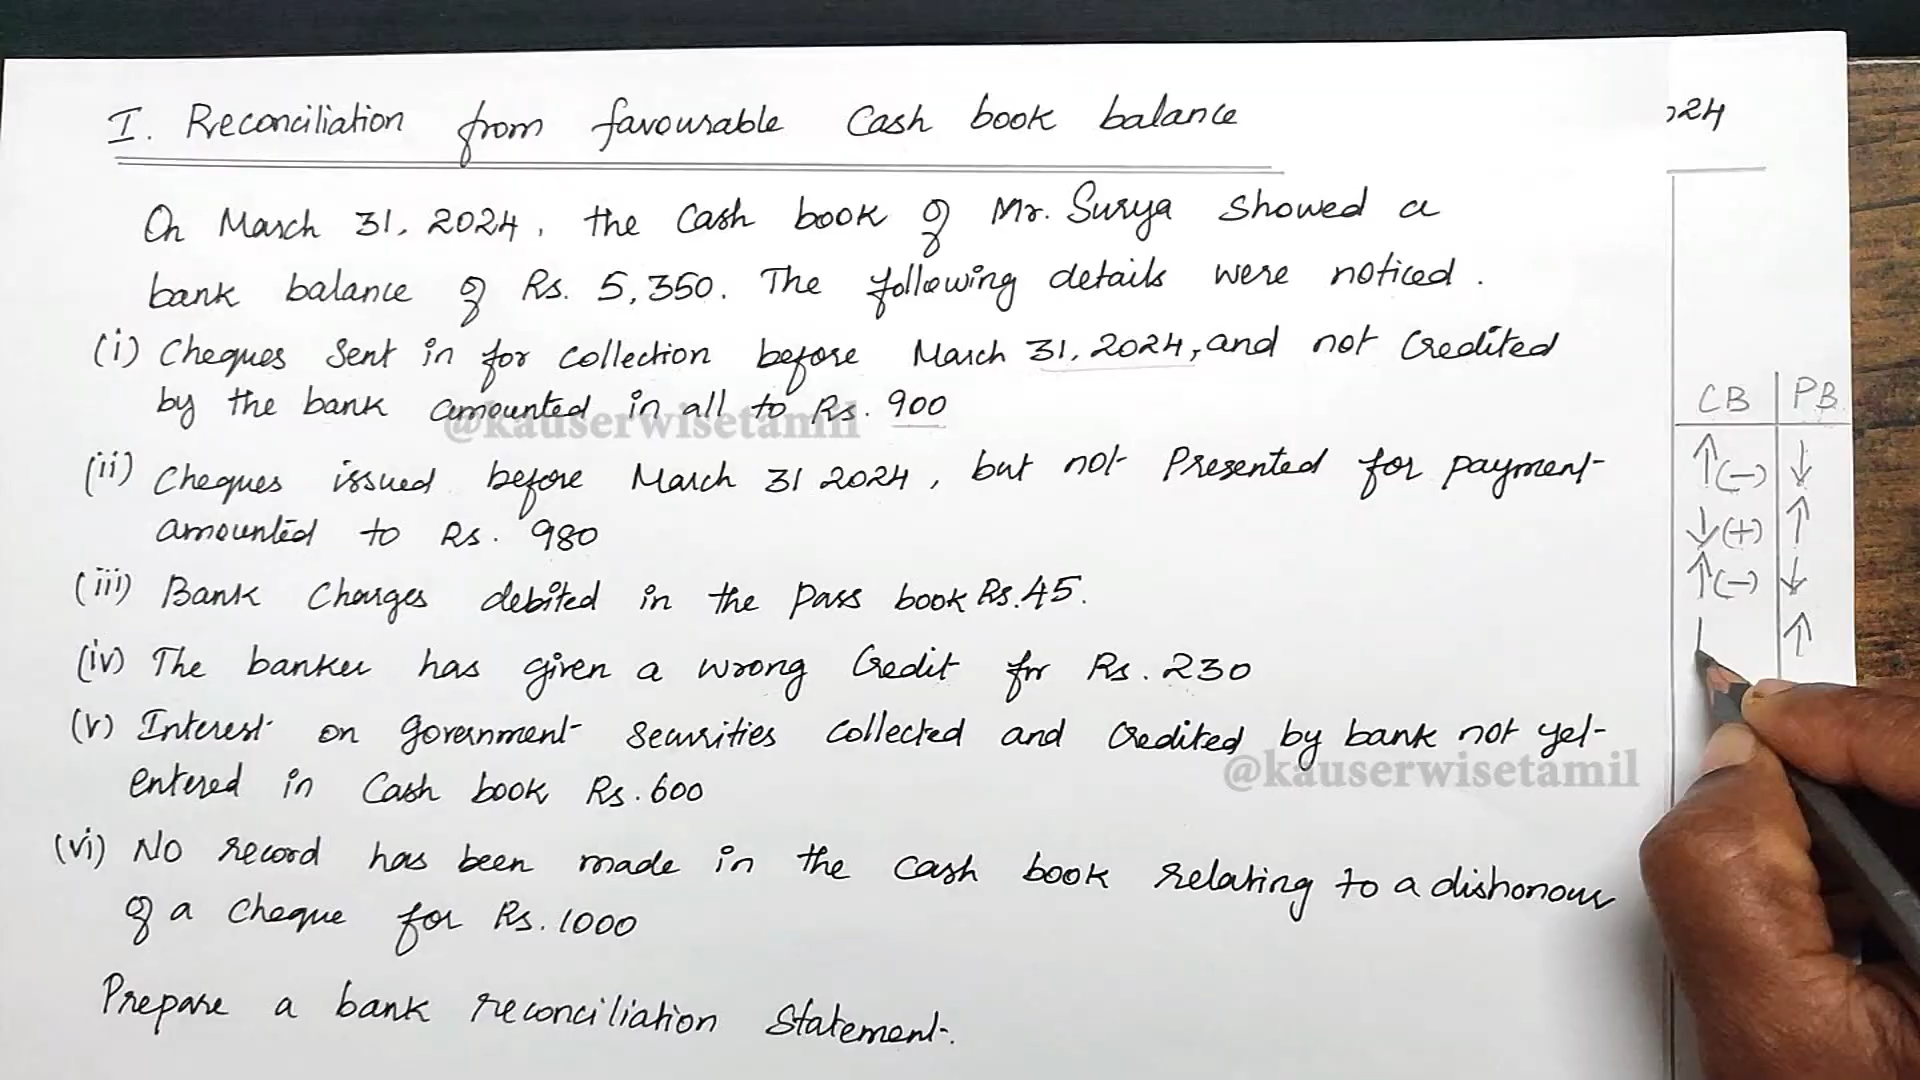 I. Reconciliation from favourable Cash book balance
On March 31, 2024, the Cash book of Mr. Surya Showed a
bank balance of Rs. 5,350. The following details were noticed.
(i) Cheques Sent in for collection before March 31, 2024, and not Credited
by the bank amounted in all to Rs. 900
@kauserwisetamil
(ii) Cheques issued before March 31 2024, but not Presented for payment
amounted to Rs. 980
(iii) Bank Charges debited in the Pass book Rs. 45.
(iv) The banker has given a wrong Credit for Rs. 230
(v) Interest on Government Securities Collected and Credited by bank not yet
@kauserwisetamil
entered in Cash book Rs. 600
(vi) No record has been made in the Cash book relating to a dishonour
of a Cheque for Rs. 1000
Prepare a bank reconciliation Statement.
024
CB PB
↑(-) ↓
↓(+) ↑
↑(-) ↓
↑